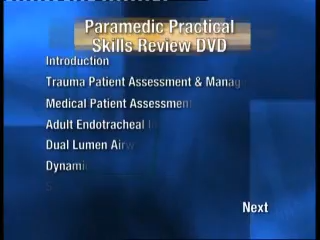 Paramedic Practical
Skills Review DVD
Introduction
Trauma Patient Assessment & Manag
Medical Patient Assessment
Adult Endotracheal
Dual Lumen Airw
Dynami
S
Next